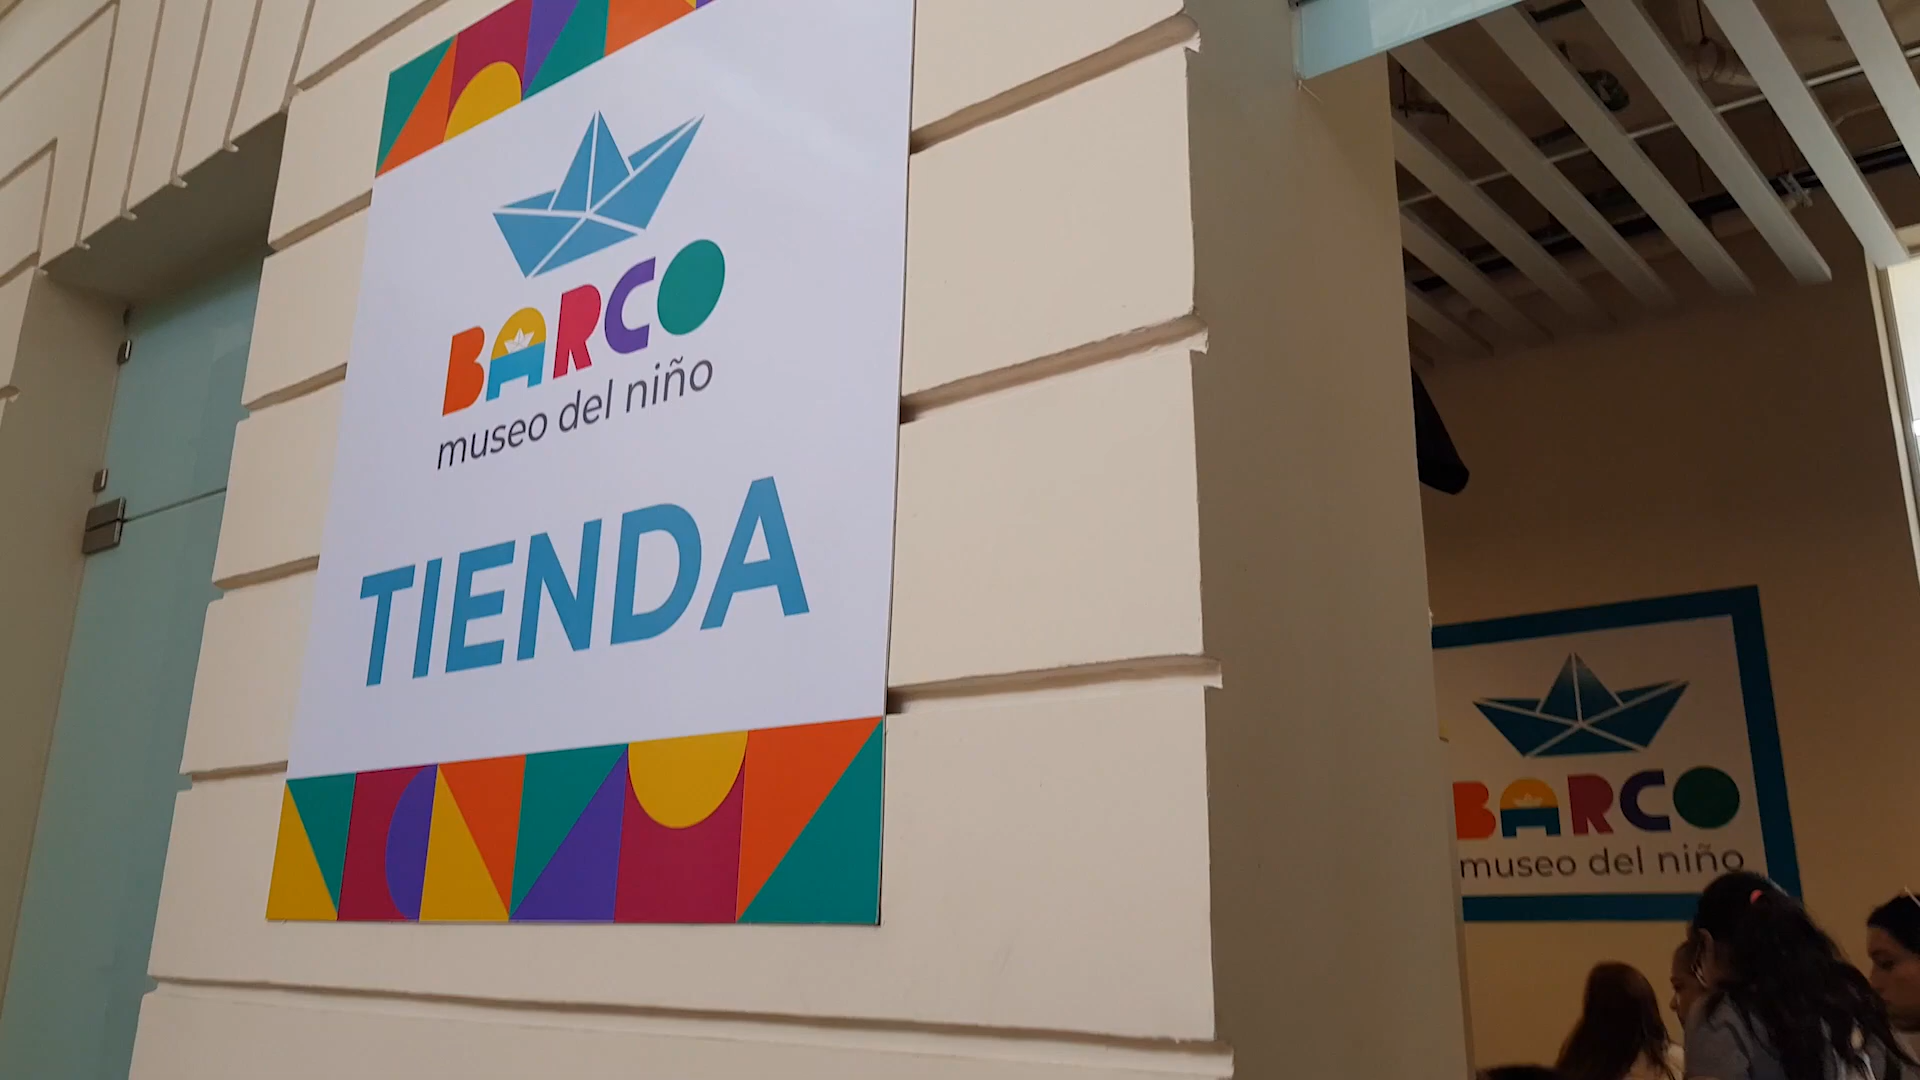 BARCO
museo del niño
TIENDA
BARCO
museo del niño